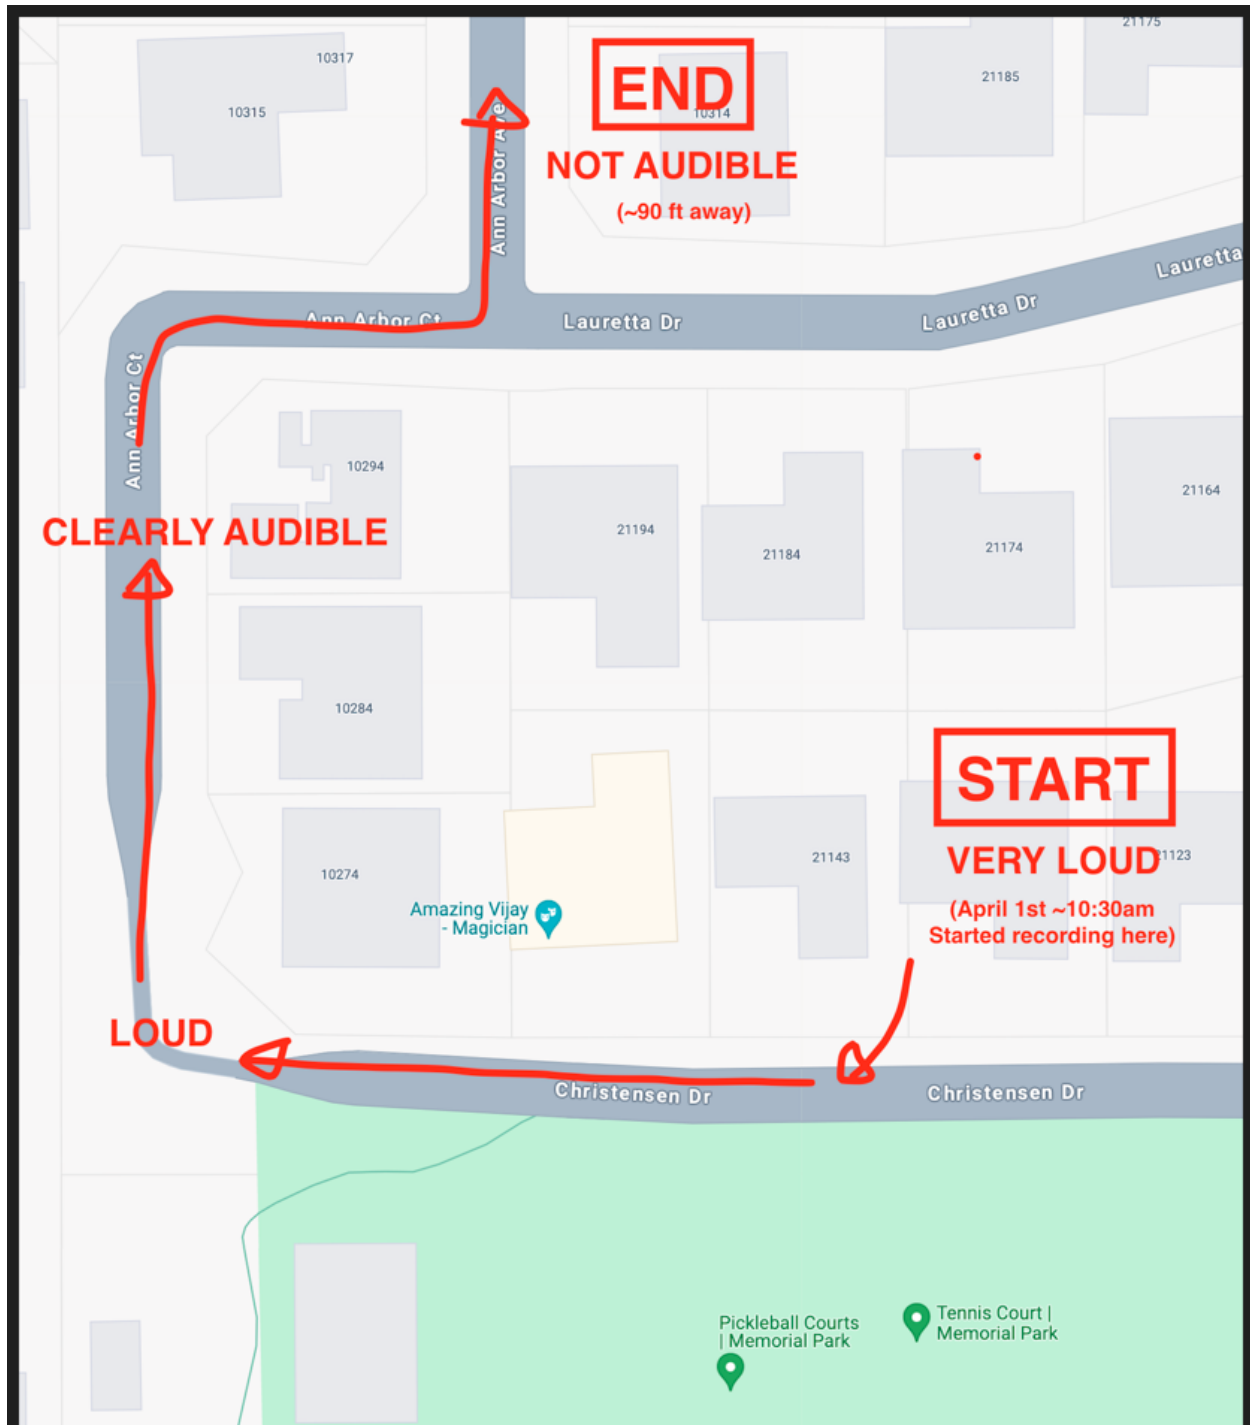 21175
10317
21185
10315
END
10314
Ann Arbor Ave
NOT AUDIBLE
(~90 ft away)
Lauretta
Lauretta Dr
Ann Arbor Ct
Lauretta Dr
Ann Arbor Ct
10294
21164
CLEARLY AUDIBLE
21194
21184
21174
10284
START
VERY LOUD
21143
21123
10274
(April 1st ~10:30am
Started recording here)
Amazing Vijay
- Magician
LOUD
Christensen Dr
Christensen Dr
Pickleball Courts
| Memorial Park
Tennis Court |
Memorial Park